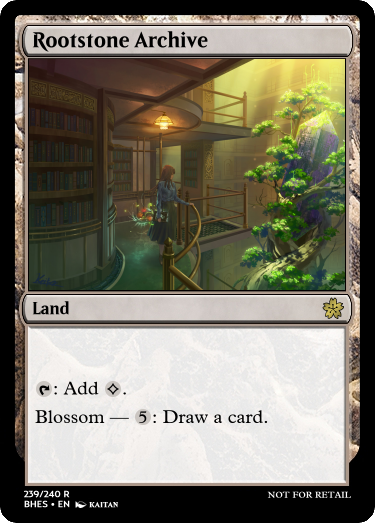 Rootstone Archive
Land
: Add .
Blossom — 5: Draw a card.
239/240 R
BHES • EN KAITAN
NOT FOR RETAIL